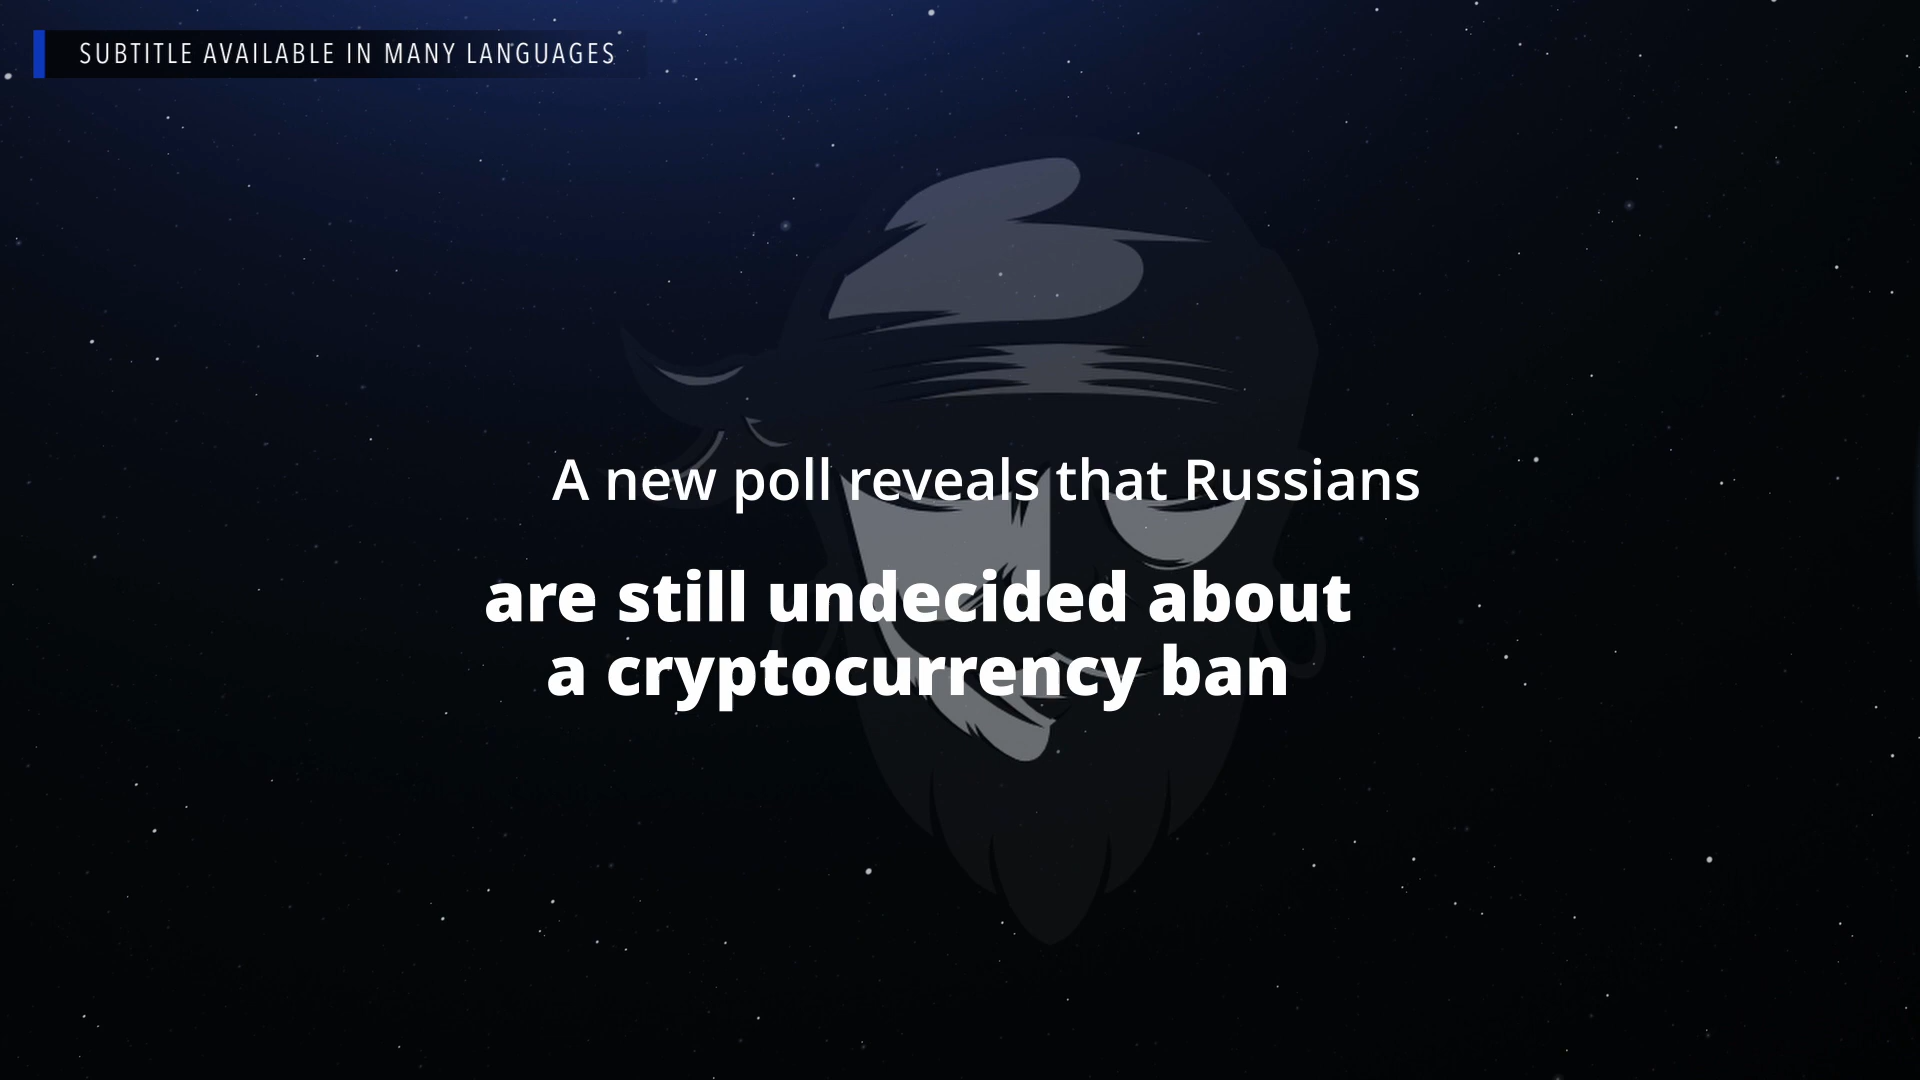 SUBTITLE AVAILABLE IN MANY LANGUAGES
A new poll reveals that Russians
are still undecided about
a cryptocurrency ban